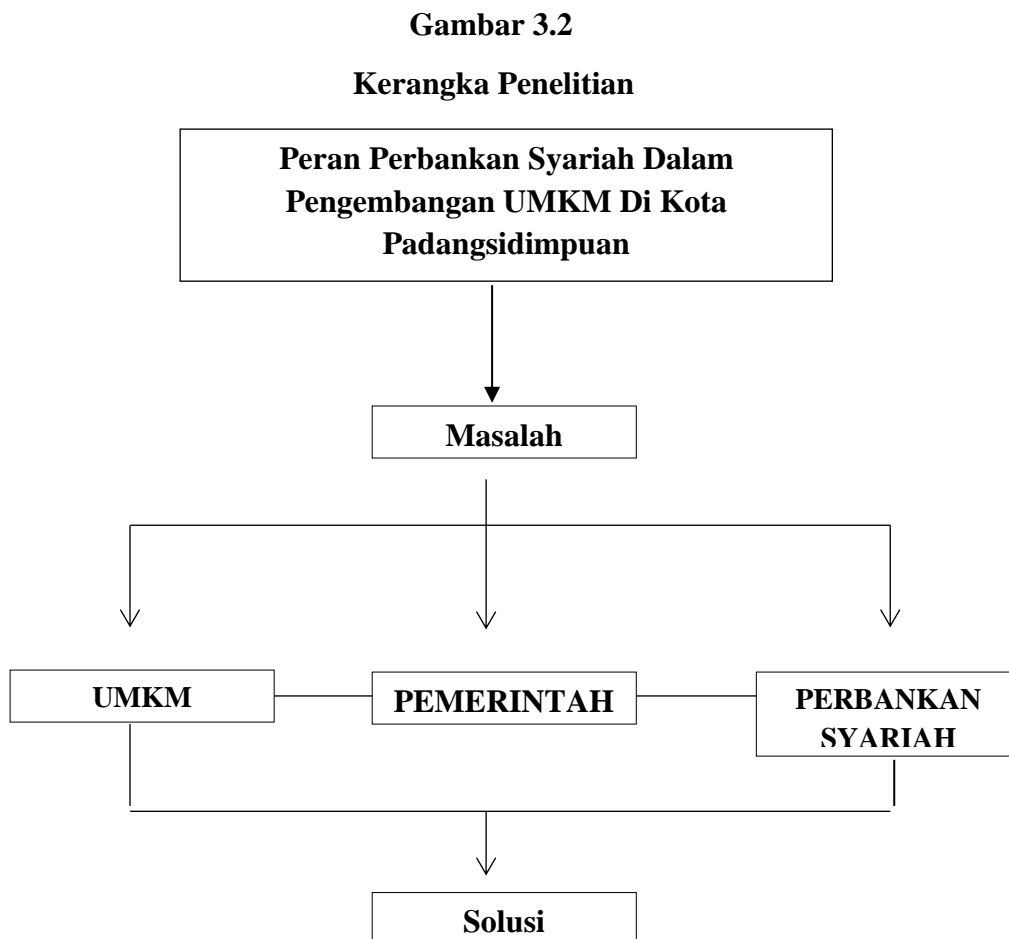 Gambar 3.2
Kerangka Penelitian
Peran Perbankan Syariah Dalam
Pengembangan UMKM Di Kota
Padangsidimpuan
Masalah
UMKM
PEMERINTAH
PERBANKAN
SYARIAH
Solusi